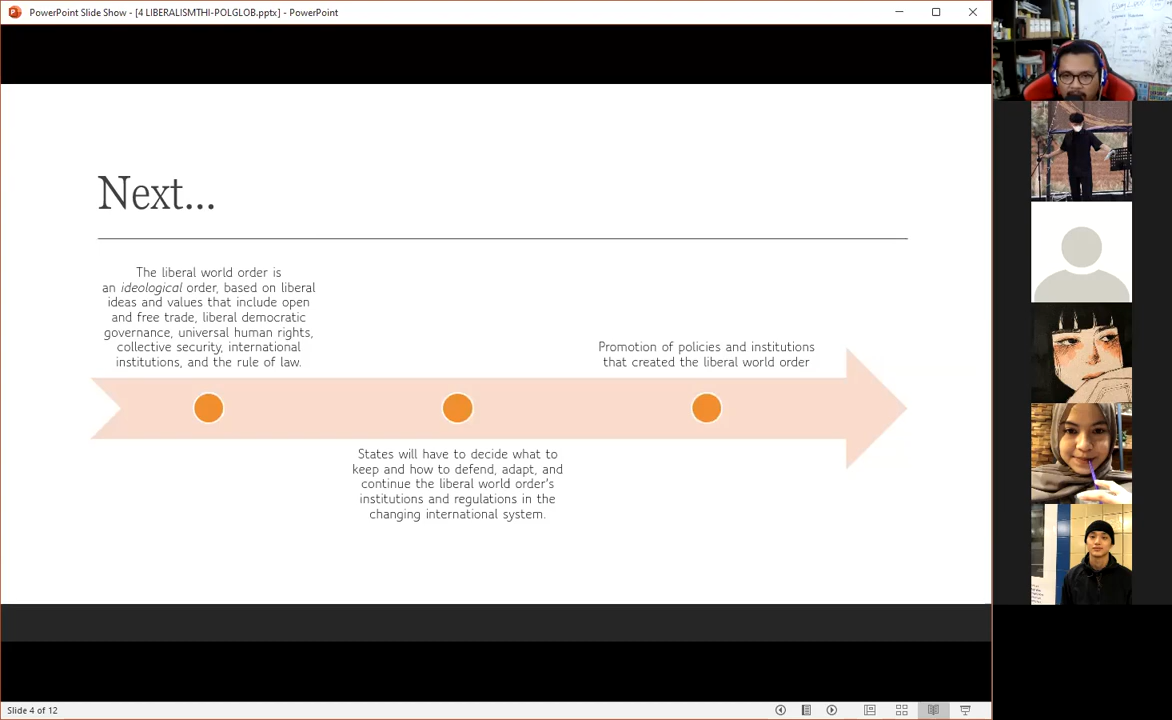 PowerPoint Slide Show - [4 LIBERALISMTHI-POLGLOB.pptx] - PowerPoint
Next...
The liberal world order is
an ideological order, based on liberal
ideas and values that include open
and free trade, liberal democratic
governance, universal human rights,
collective security, international
institutions, and the rule of law.
Promotion of policies and institutions
that created the liberal world order
States will have to decide what to
keep and how to defend, adapt, and
continue the liberal world order's
institutions and regulations in the
changing international system.
Slide 4 of 12